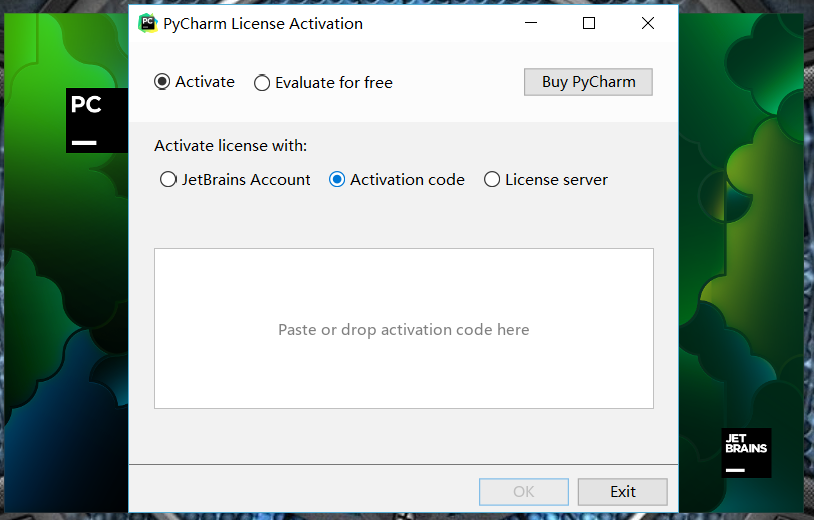 PC
PyCharm License Activation
Activate
Evaluate for free
Buy PyCharm
PC
Activate license with:
JetBrains Account
Activation code
License server
Paste or drop activation code here
JET
BRAINS
OK
Exit